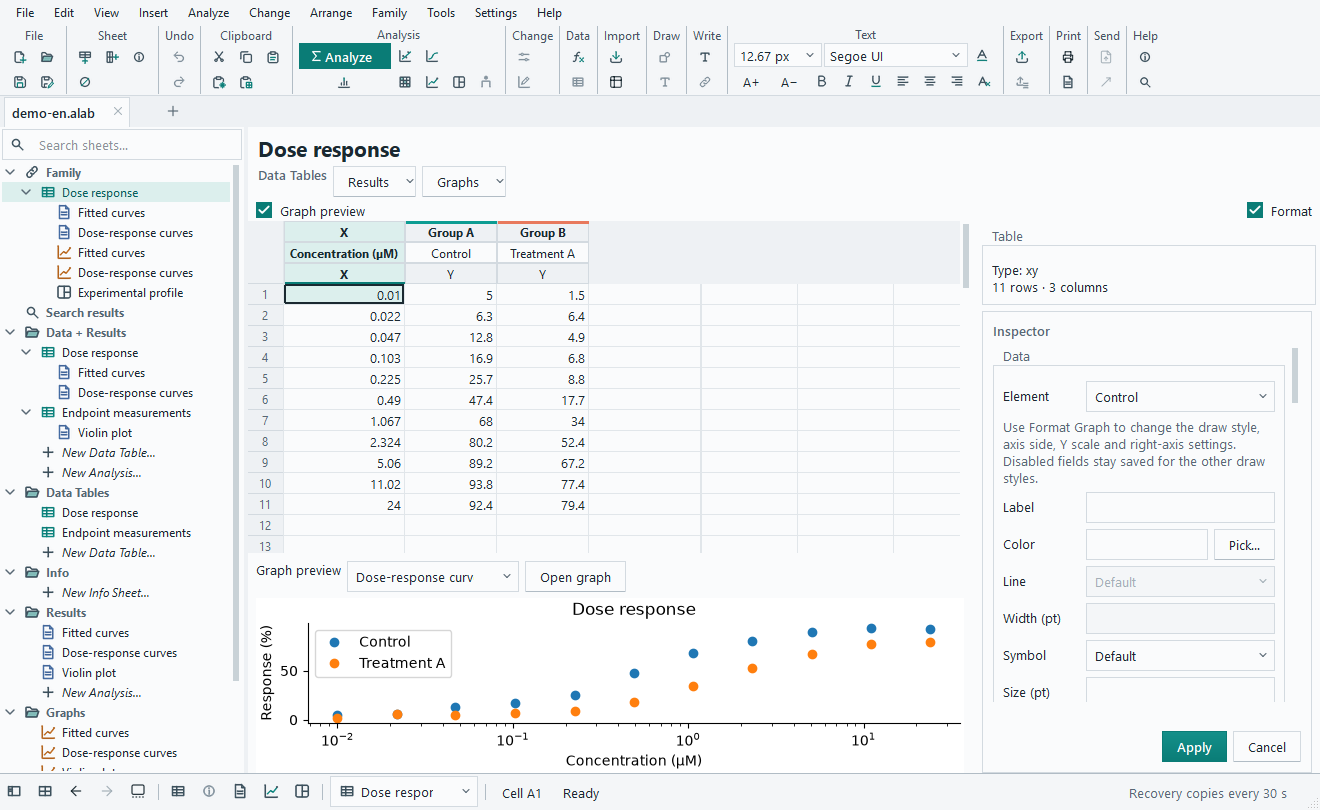 File Edit View Insert Analyze Change Arrange Family Tools Settings Help
File Sheet Undo Clipboard Analysis Change Data Import Draw Write Text Export Print Send Help
Σ Analyze
12.67 px Segoe UI
A+ A− B I U
demo-en.alab
Search sheets...
Family
Dose response
Fitted curves
Dose-response curves
Fitted curves
Dose-response curves
Experimental profile
Search results
Data + Results
Dose response
Fitted curves
Dose-response curves
Endpoint measurements
Violin plot
New Data Table...
New Analysis...
Data Tables
Dose response
Endpoint measurements
New Data Table...
Info
New Info Sheet...
Results
Fitted curves
Dose-response curves
Violin plot
New Analysis...
Graphs
Fitted curves
Dose-response curves
Dose response
Data Tables Results Graphs
Graph preview
X Group A Group B
Concentration (µM) Control Treatment A
X Y Y
1 0.01 5 1.5
2 0.022 6.3 6.4
3 0.047 12.8 4.9
4 0.103 16.9 6.8
5 0.225 25.7 8.8
6 0.49 47.4 17.7
7 1.067 68 34
8 2.324 80.2 52.4
9 5.06 89.2 67.2
10 11.02 93.8 77.4
11 24 92.4 79.4
12
13
Graph preview Dose-response curv Open graph
Dose response
Control
Treatment A
Response (%)
50
0
10⁻² 10⁻¹ 10⁰ 10¹
Concentration (µM)
Format
Table
Type: xy
11 rows · 3 columns
Inspector
Data
Element Control
Use Format Graph to change the draw style,
axis side, Y scale and right-axis settings.
Disabled fields stay saved for the other draw
styles.
Label
Color Pick...
Line Default
Width (pt)
Symbol Default
Size (pt)
Apply Cancel
Dose respor Cell A1 Ready Recovery copies every 30 s